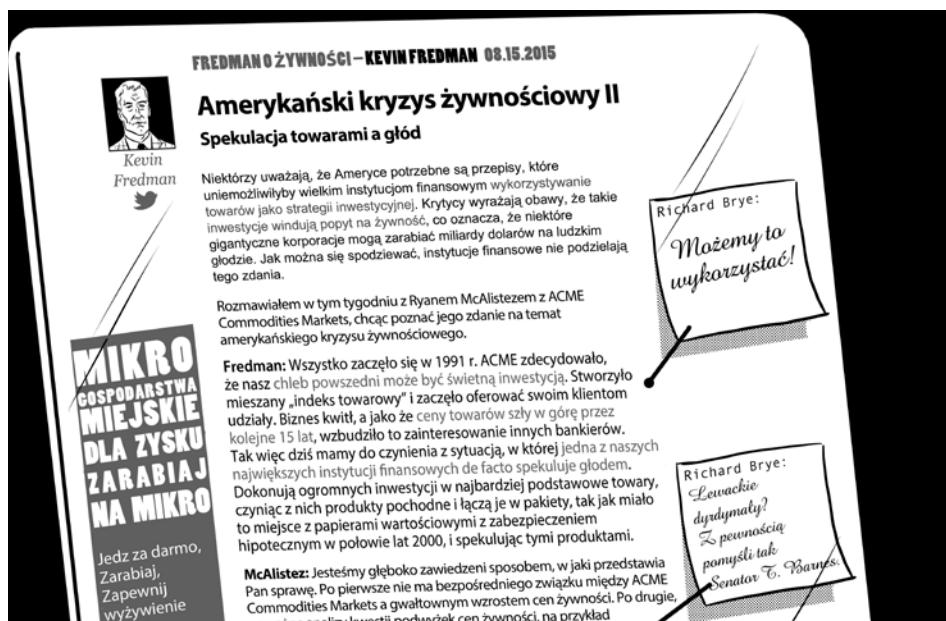 FREDMAN O ŻYWNOŚCI – KEVIN FREDMAN 08.15.2015
Amerykański kryzys żywnościowy II
Spekulacja towarami a głód
Kevin
Fredman
Niektórzy uważają, że Ameryce potrzebne są przepisy, które
uniemożliwiłyby wielkim instytucjom finansowym wykorzystywanie
towarów jako strategii inwestycyjnej. Krytycy wyrażają obawy, że takie
inwestycje windują popyt na żywność, co oznacza, że niektóre
gigantyczne korporacje mogą zarabiać miliardy dolarów na ludzkim
głodzie. Jak można się spodziewać, instytucje finansowe nie podzielają
tego zdania.
Rozmawiałem w tym tygodniu z Ryanem McAlistezem z ACME
Commodities Markets, chcąc poznać jego zdanie na temat
amerykańskiego kryzysu żywnościowego.
Fredman: Wszystko zaczęło się w 1991 r. ACME zdecydowało,
że nasz chleb powszedni może być świetną inwestycją. Stworzyło
mieszany „indeks towarowy” i zaczęło oferować swoim klientom
udziały. Biznes kwitł, a jako że ceny towarów szły w górę przez
kolejne 15 lat, wzbudziło to zainteresowanie innych bankierów.
Tak więc dziś mamy do czynienia z sytuacją, w której jedna z naszych
największych instytucji finansowych de facto spekuluje głodem.
Dokonują ogromnych inwestycji w najbardziej podstawowe towary,
czyniąc z nich produkty pochodne i łączą je w pakiety, tak jak miało
to miejsce z papierami wartościowymi z zabezpieczeniem
hipotecznym w połowie lat 2000, i spekulując tymi produktami.
McAlistez: Jesteśmy głęboko zawiedzeni sposobem, w jaki przedstawia
Pan sprawę. Po pierwsze nie ma bezpośredniego związku między ACME
Commodities Markets a gwałtownym wzrostem cen żywności. Po drugie,
analizy kwestii podwyżek cen żywności, na przykład
MIKRO
GOSPODARSTWA
MIEJSKIE
DLA ZYSKU
ZARABIAJ
NA MIKRO
Jedz za darmo,
Zarabiaj,
Zapewnij
wyżywienie
Richard Brye:
Możemy to
wykorzystać!
Richard Brye:
Lewackie
dyrdymały?
Z pewnością
pomyśli tak
Senator T. Barnes.